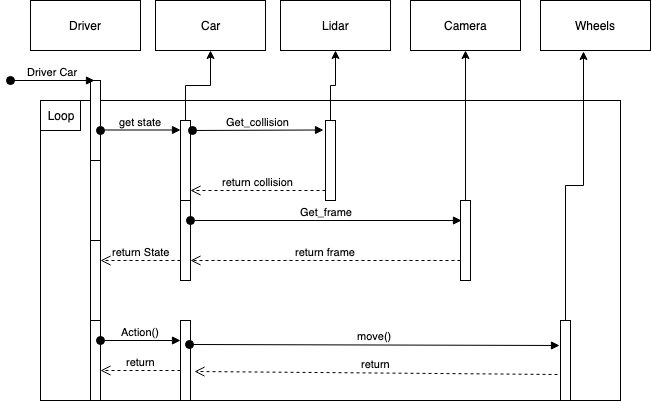 Driver
Car
Lidar
Camera
Wheels
Driver Car
Loop
get state
Get_collision
return collision
Get_frame
return State
return frame
Action()
move()
return
return